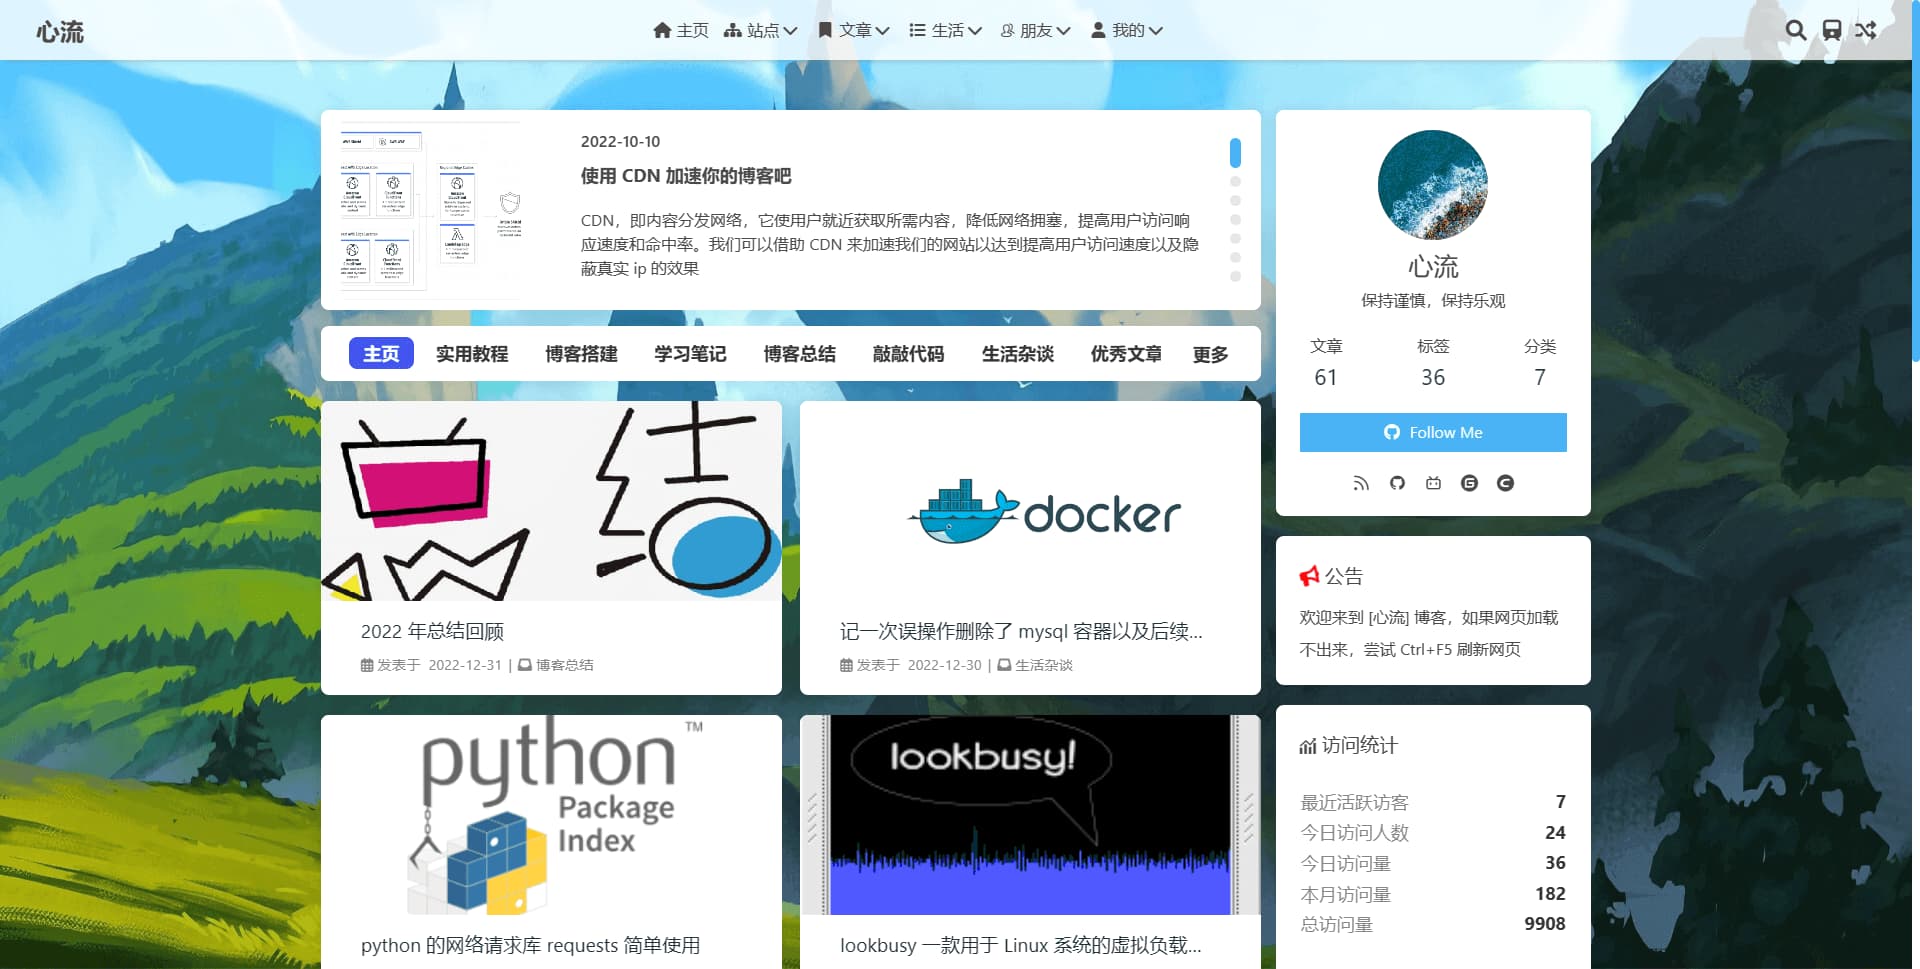 心流
主页 站点 文章 生活 朋友 我的
2022-10-10
使用 CDN 加速你的博客吧
CDN，即内容分发网络，它使用户就近获取所需内容，降低网络拥塞，提高用户访问响
应速度和命中率。我们可以借助 CDN 来加速我们的网站以达到提高用户访问速度以及隐
蔽真实 ip 的效果
主页 实用教程 博客搭建 学习笔记 博客总结 敲敲代码 生活杂谈 优秀文章 更多
2022 年总结回顾
发表于 2022-12-31 | 博客总结
docker
记一次误操作删除了 mysql 容器以及后续...
发表于 2022-12-30 | 生活杂谈
python TM
Package
Index
python 的网络请求库 requests 简单使用
lookbusy!
lookbusy 一款用于 Linux 系统的虚拟负载...
心流
保持谨慎，保持乐观
文章 标签 分类
61 36 7
Follow Me
公告
欢迎来到 [心流] 博客，如果网页加载
不出来，尝试 Ctrl+F5 刷新网页
访问统计
最近活跃访客 7
今日访问人数 24
今日访问量 36
本月访问量 182
总访问量 9908